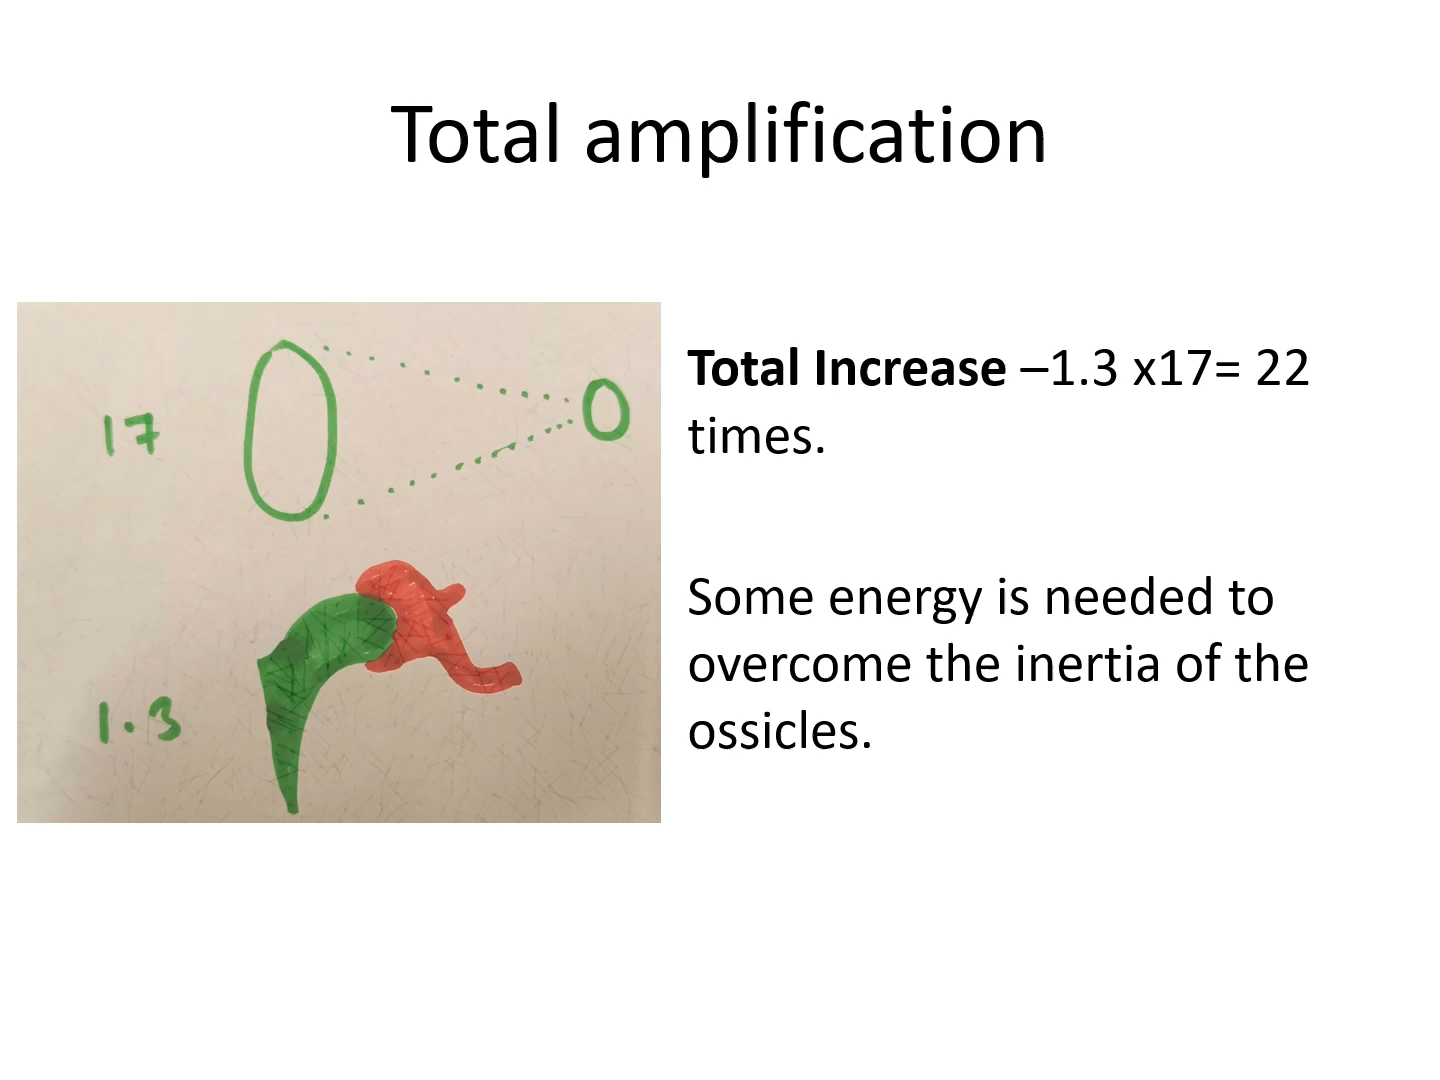 Total amplification
17
1.3
Total Increase –1.3 x17= 22
times.
Some energy is needed to
overcome the inertia of the
ossicles.